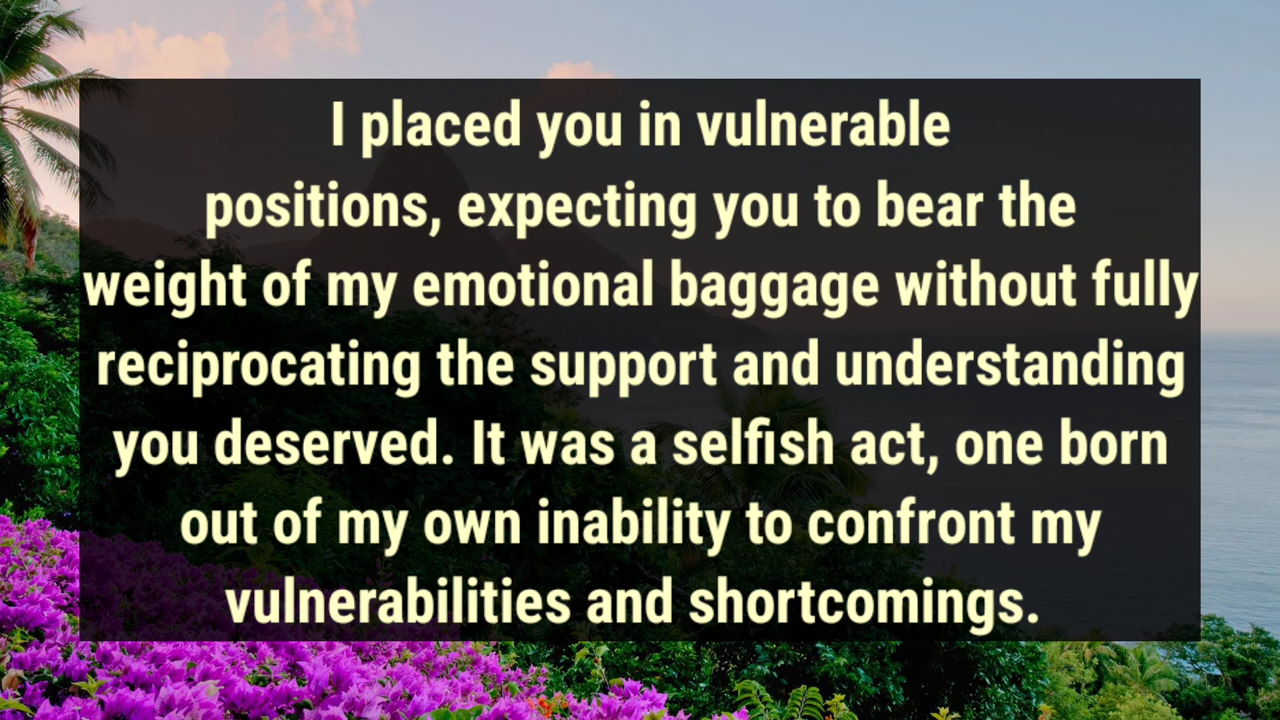 I placed you in vulnerable
positions, expecting you to bear the
weight of my emotional baggage without fully
reciprocating the support and understanding
you deserved. It was a selfish act, one born
out of my own inability to confront my
vulnerabilities and shortcomings.